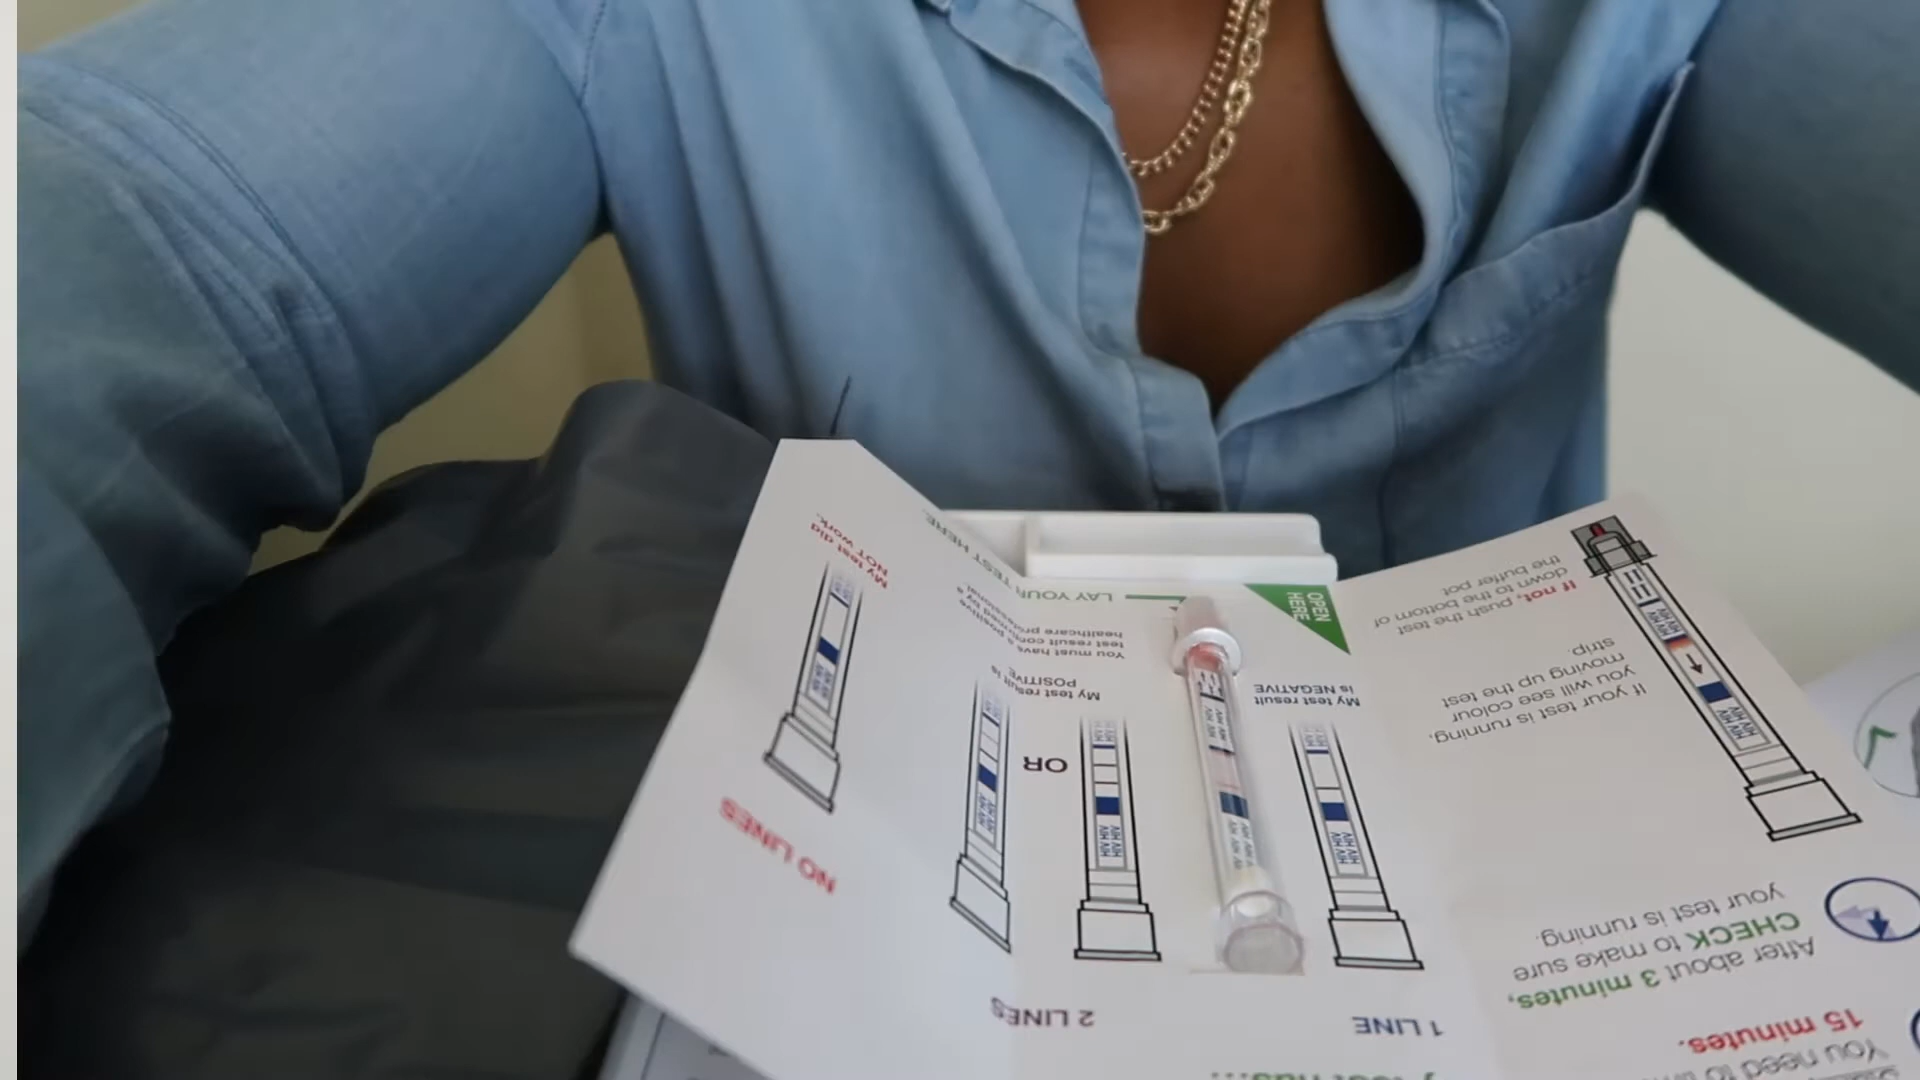 You need to
15 minutes.
After about 3 minutes,
CHECK to make sure
your test is running.
If your test is running,
you will see colour
moving up the test
strip.
If not, push the test
down to the bottom of
the buffer pot
test has...
1 LINE
My test result
is NEGATIVE
2 LINES
OR
My test result is
POSITIVE
You must have a positive
test result confirmed by a
healthcare professional
NO LINES
My test did
NOT work.
LAY YOUR TEST HERE.
OPEN
HERE